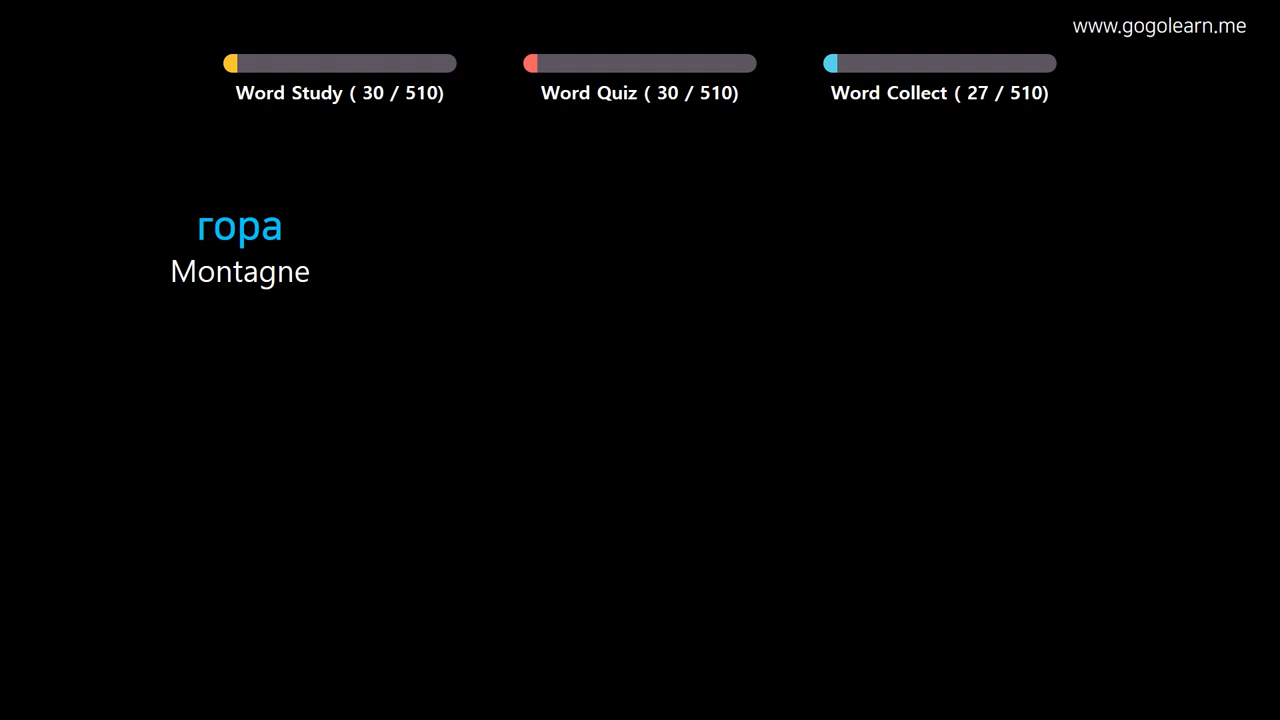 www.gogolearn.me
Word Study ( 30 / 510)
Word Quiz ( 30 / 510)
Word Collect ( 27 / 510)
гора
Montagne